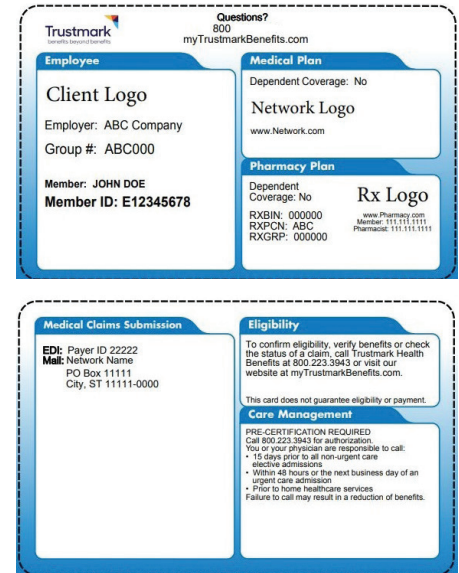 Trustmark
benefits beyond benefits
Questions?
800
myTrustmarkBenefits.com
Employee
Client Logo
Employer: ABC Company
Group #: ABC000
Member: JOHN DOE
Member ID: E12345678
Medical Plan
Dependent Coverage: No
Network Logo
www.Network.com
Pharmacy Plan
Dependent
Coverage: No
RXBIN: 000000
RXPCN: ABC
RXGRP: 000000
Rx Logo
www.Pharmacy.com
Member: 111.111.1111
Pharmacist: 111.111.1111
Medical Claims Submission
EDI: Payer ID 22222
Mail: Network Name
PO Box 11111
City, ST 11111-0000
Eligibility
To confirm eligibility, verify benefits or check
the status of a claim, call Trustmark Health
Benefits at 800.223.3943 or visit our
website at myTrustmarkBenefits.com.
This card does not guarantee eligibility or payment.
Care Management
PRE-CERTIFICATION REQUIRED
Call 800.223.3943 for authorization.
You or your physician are responsible to call:
• 15 days prior to all non-urgent care
elective admissions
• Within 48 hours or the next business day of an
urgent care admission
• Prior to home healthcare services
Failure to call may result in a reduction of benefits.